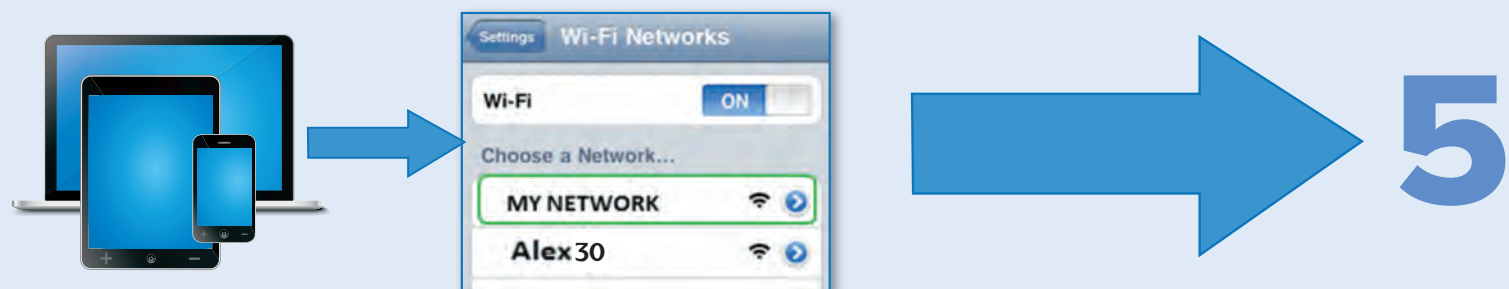 Settings Wi-Fi Networks
Wi-Fi ON
Choose a Network...
MY NETWORK
Alex30
5